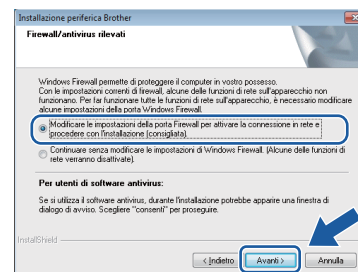 Installazione periferica Brother
Firewall/antivirus rilevati
Windows Firewall permette di proteggere il computer in vostro possesso.
Con le impostazioni correnti di firewall, alcune delle funzioni di rete sull'apparecchio non
funzionano. Per far funzionare tutte le funzioni di rete sull'apparecchio, è necessario modificare
alcune impostazioni della porta Windows Firewall.
Modificare le impostazioni della porta Firewall per attivare la connessione in rete e
procedere con l'installazione (consigliata).
Continuare senza modificare le impostazioni di Windows Firewall. (Alcune delle funzioni di
rete verranno disattivate).
Per utenti di software antivirus:
Se si utilizza il software antivirus, durante l'installazione potrebbe apparire una finestra di
dialogo di avviso. Scegliere "consenti" per proseguire.
InstallShield
< Indietro
Avanti >
Annulla